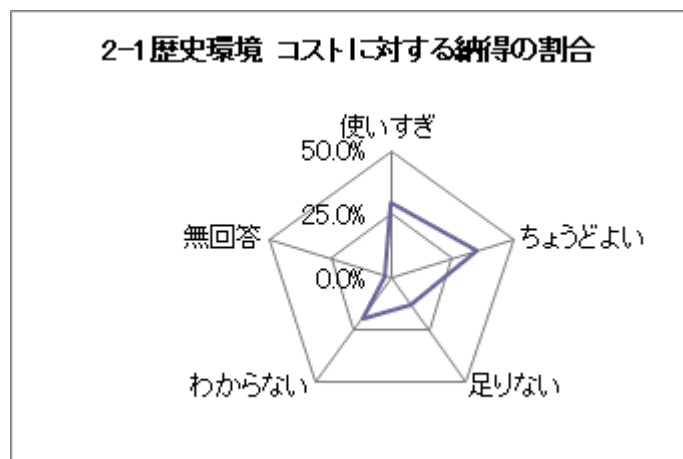 2-1歴史環境 コストに対する納得の割合
使いすぎ
50.0%
25.0%
ちょうどよい
無回答
0.0%
わからない
足りない